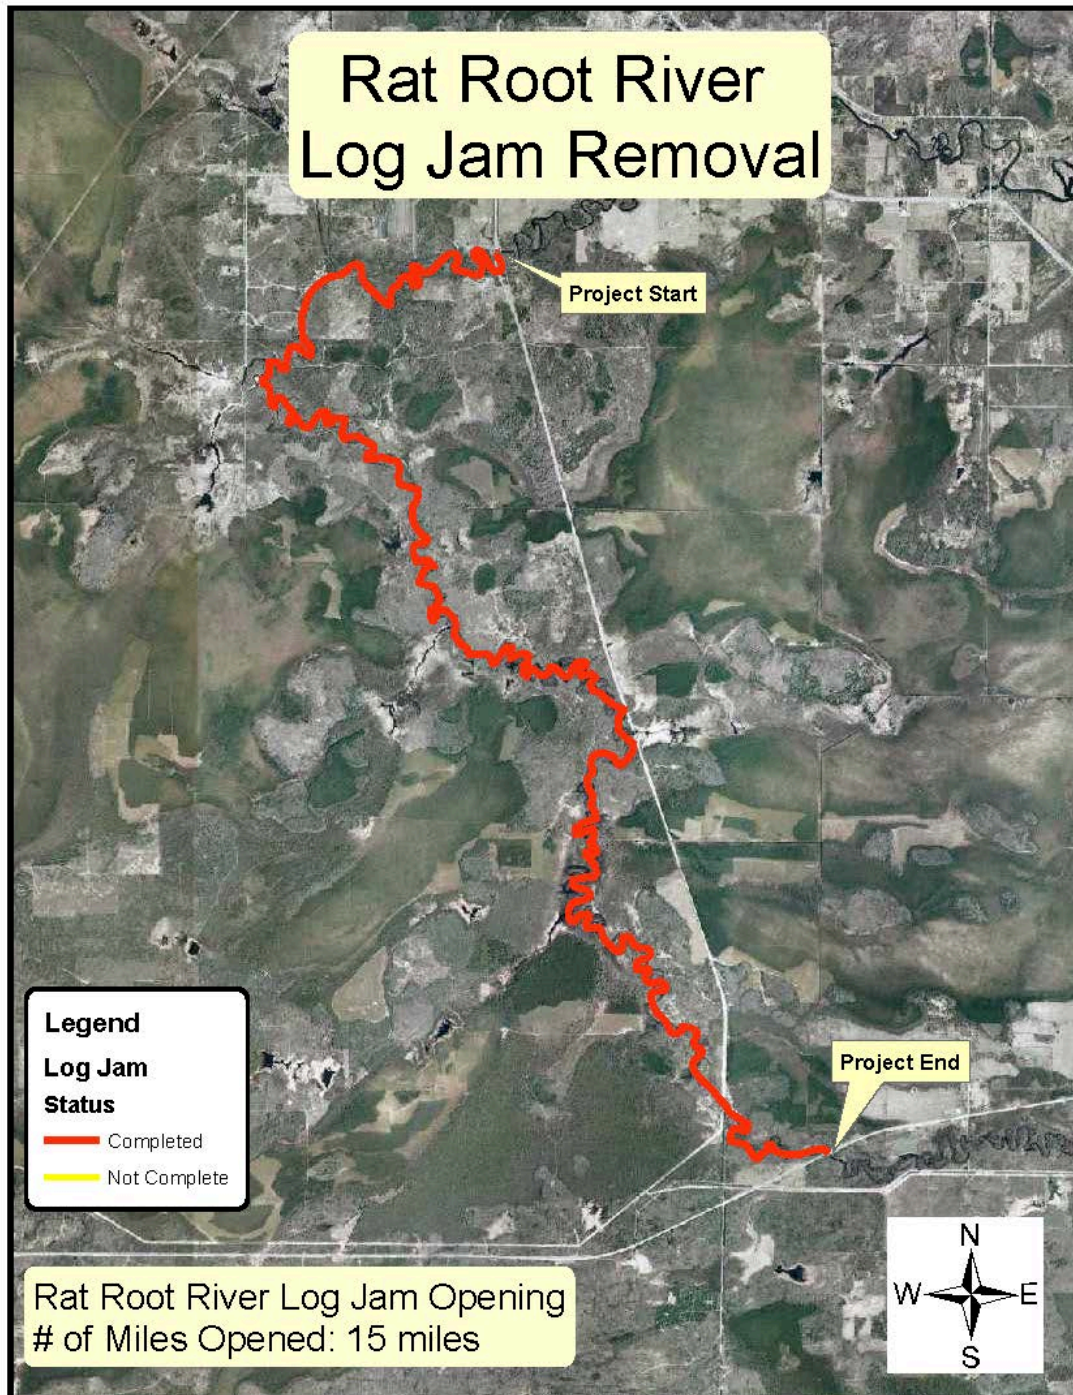 Rat Root River
Log Jam Removal
Project Start
Project End
Legend
Log Jam
Status
Completed
Not Complete
Rat Root River Log Jam Opening
# of Miles Opened: 15 miles
N
W
E
S